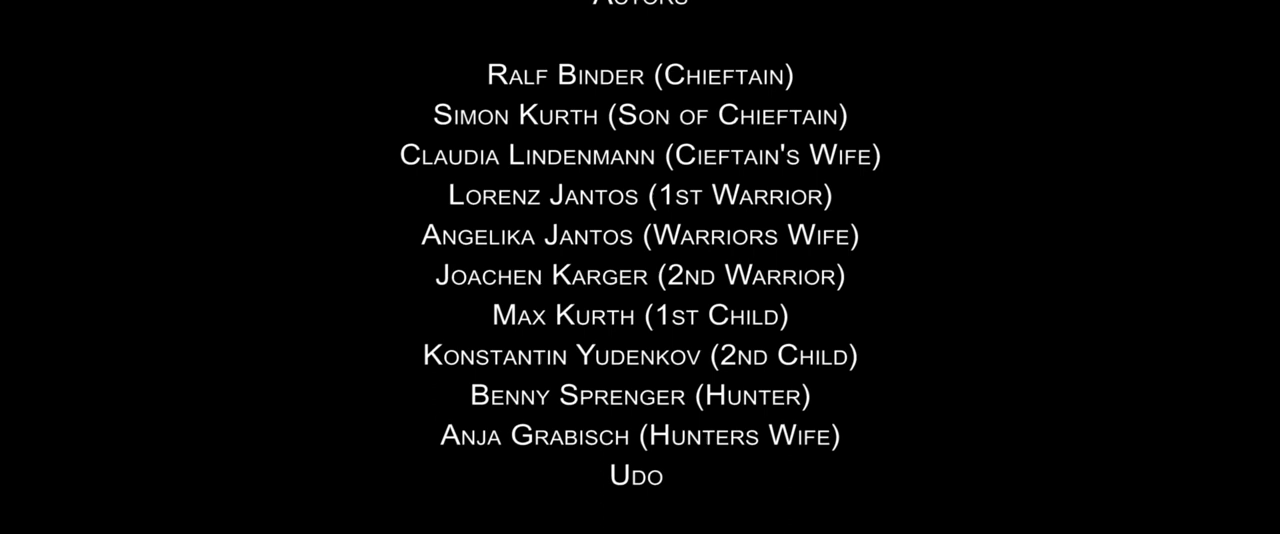 Actors
Ralf Binder (Chieftain)
Simon Kurth (Son of Chieftain)
Claudia Lindenmann (Cieftain's Wife)
Lorenz Jantos (1st Warrior)
Angelika Jantos (Warriors Wife)
Joachen Karger (2nd Warrior)
Max Kurth (1st Child)
Konstantin Yudenkov (2nd Child)
Benny Sprenger (Hunter)
Anja Grabisch (Hunters Wife)
Udo